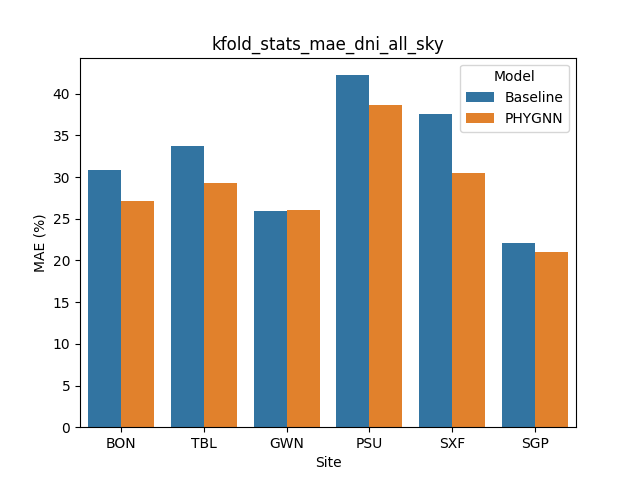 kfold_stats_mae_dni_all_sky
Model
Baseline
PHYGNN
MAE (%)
40
35
30
25
20
15
10
5
0
BON TBL GWN PSU SXF SGP
Site